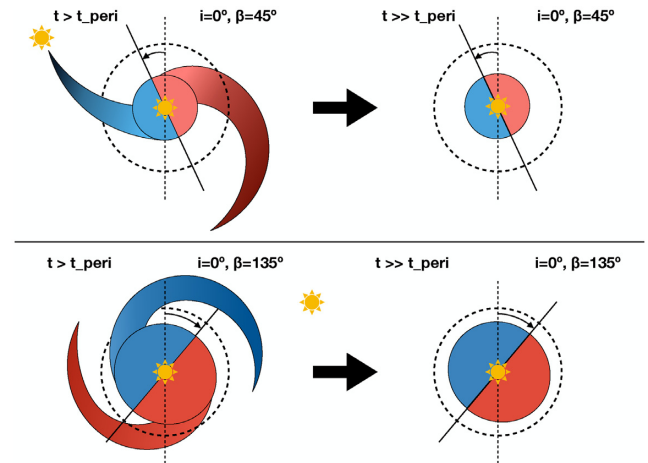 t > t_peri
i=0º, β=45º
t >> t_peri
i=0º, β=45º
t > t_peri
i=0º, β=135º
t >> t_peri
i=0º, β=135º